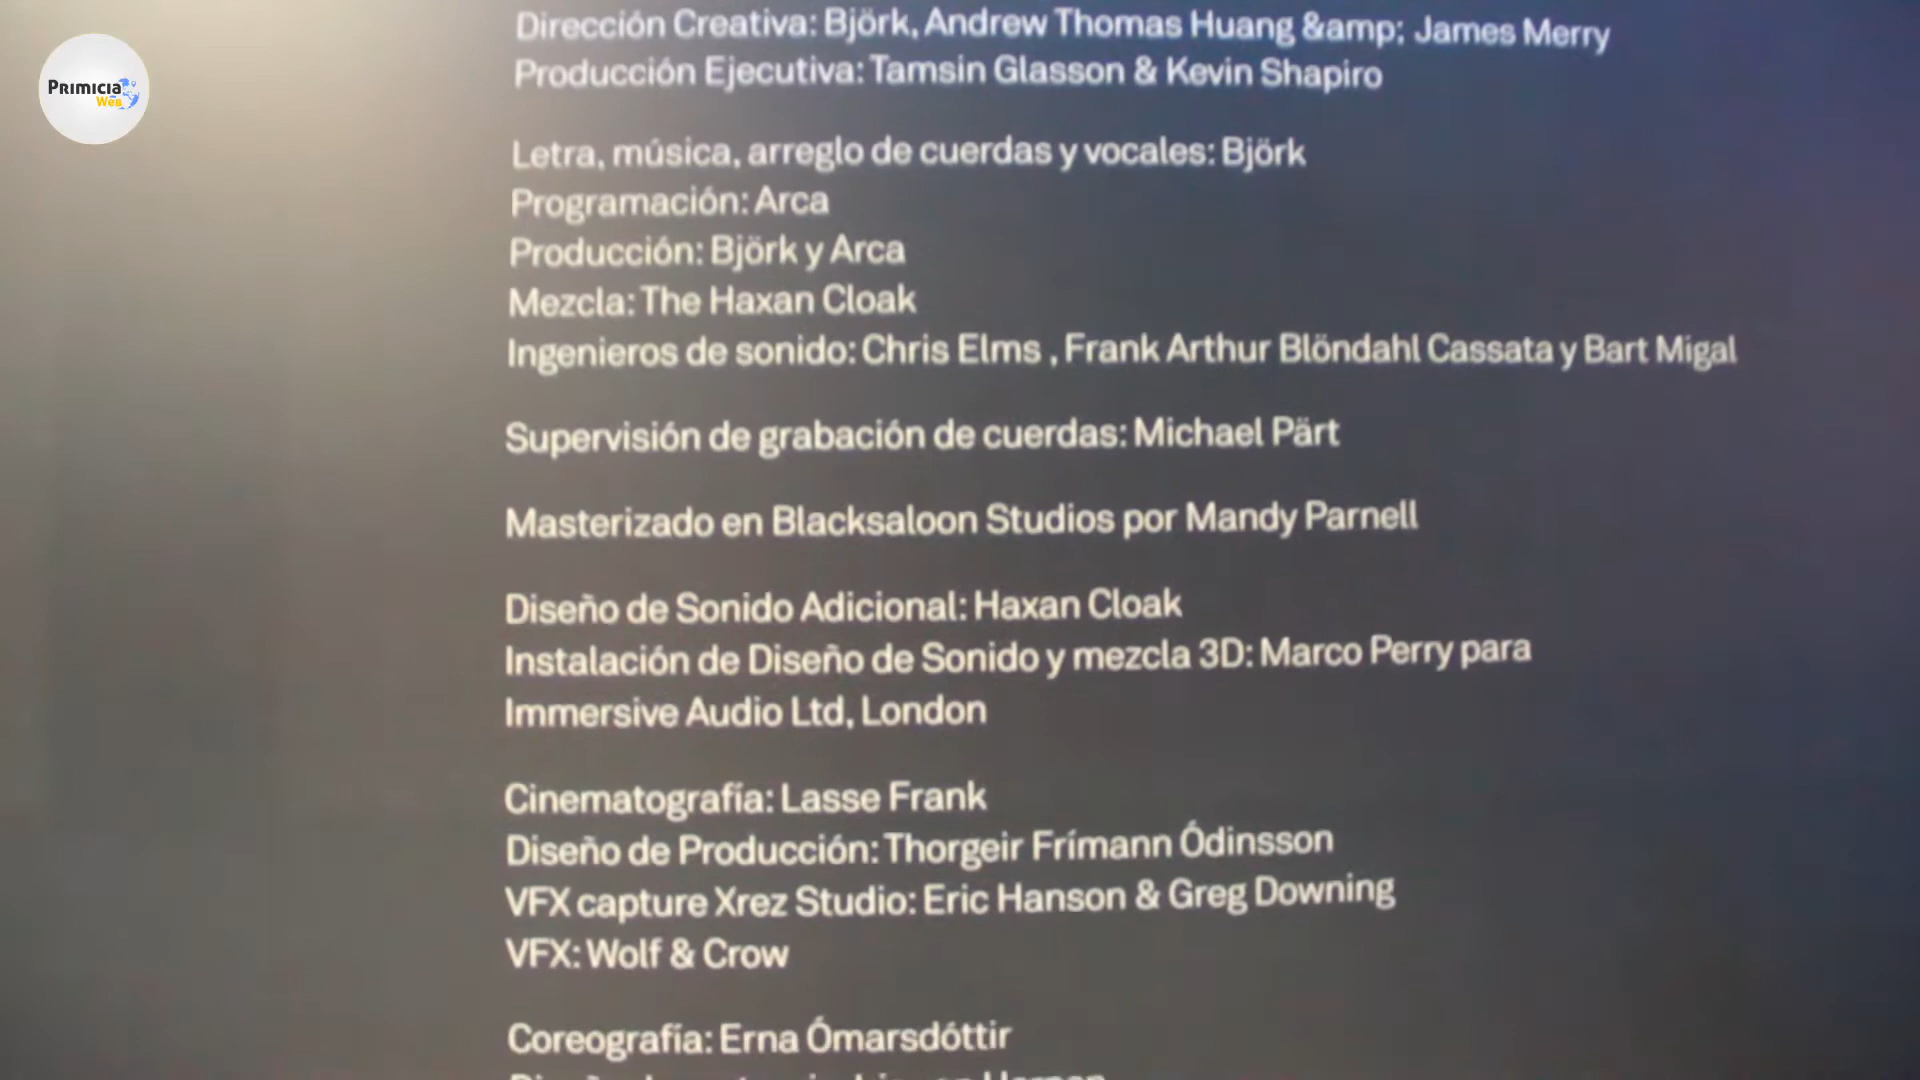 Dirección Creativa: Björk, Andrew Thomas Huang &amp; James Merry
PRIMICIA
Web
Producción Ejecutiva: Tamsin Glasson & Kevin Shapiro
Letra, música, arreglo de cuerdas y vocales: Björk
Programación: Arca
Producción: Björk y Arca
Mezcla: The Haxan Cloak
Ingenieros de sonido: Chris Elms , Frank Arthur Blöndahl Cassata y Bart Migal
Supervisión de grabación de cuerdas: Michael Pärt
Masterizado en Blacksaloon Studios por Mandy Parnell
Diseño de Sonido Adicional: Haxan Cloak
Instalación de Diseño de Sonido y mezcla 3D: Marco Perry para
Immersive Audio Ltd, London
Cinematografía: Lasse Frank
Diseño de Producción: Thorgeir Frímann Ódinsson
VFX capture Xrez Studio: Eric Hanson & Greg Downing
VFX: Wolf & Crow
Coreografía: Erna Ómarsdóttir